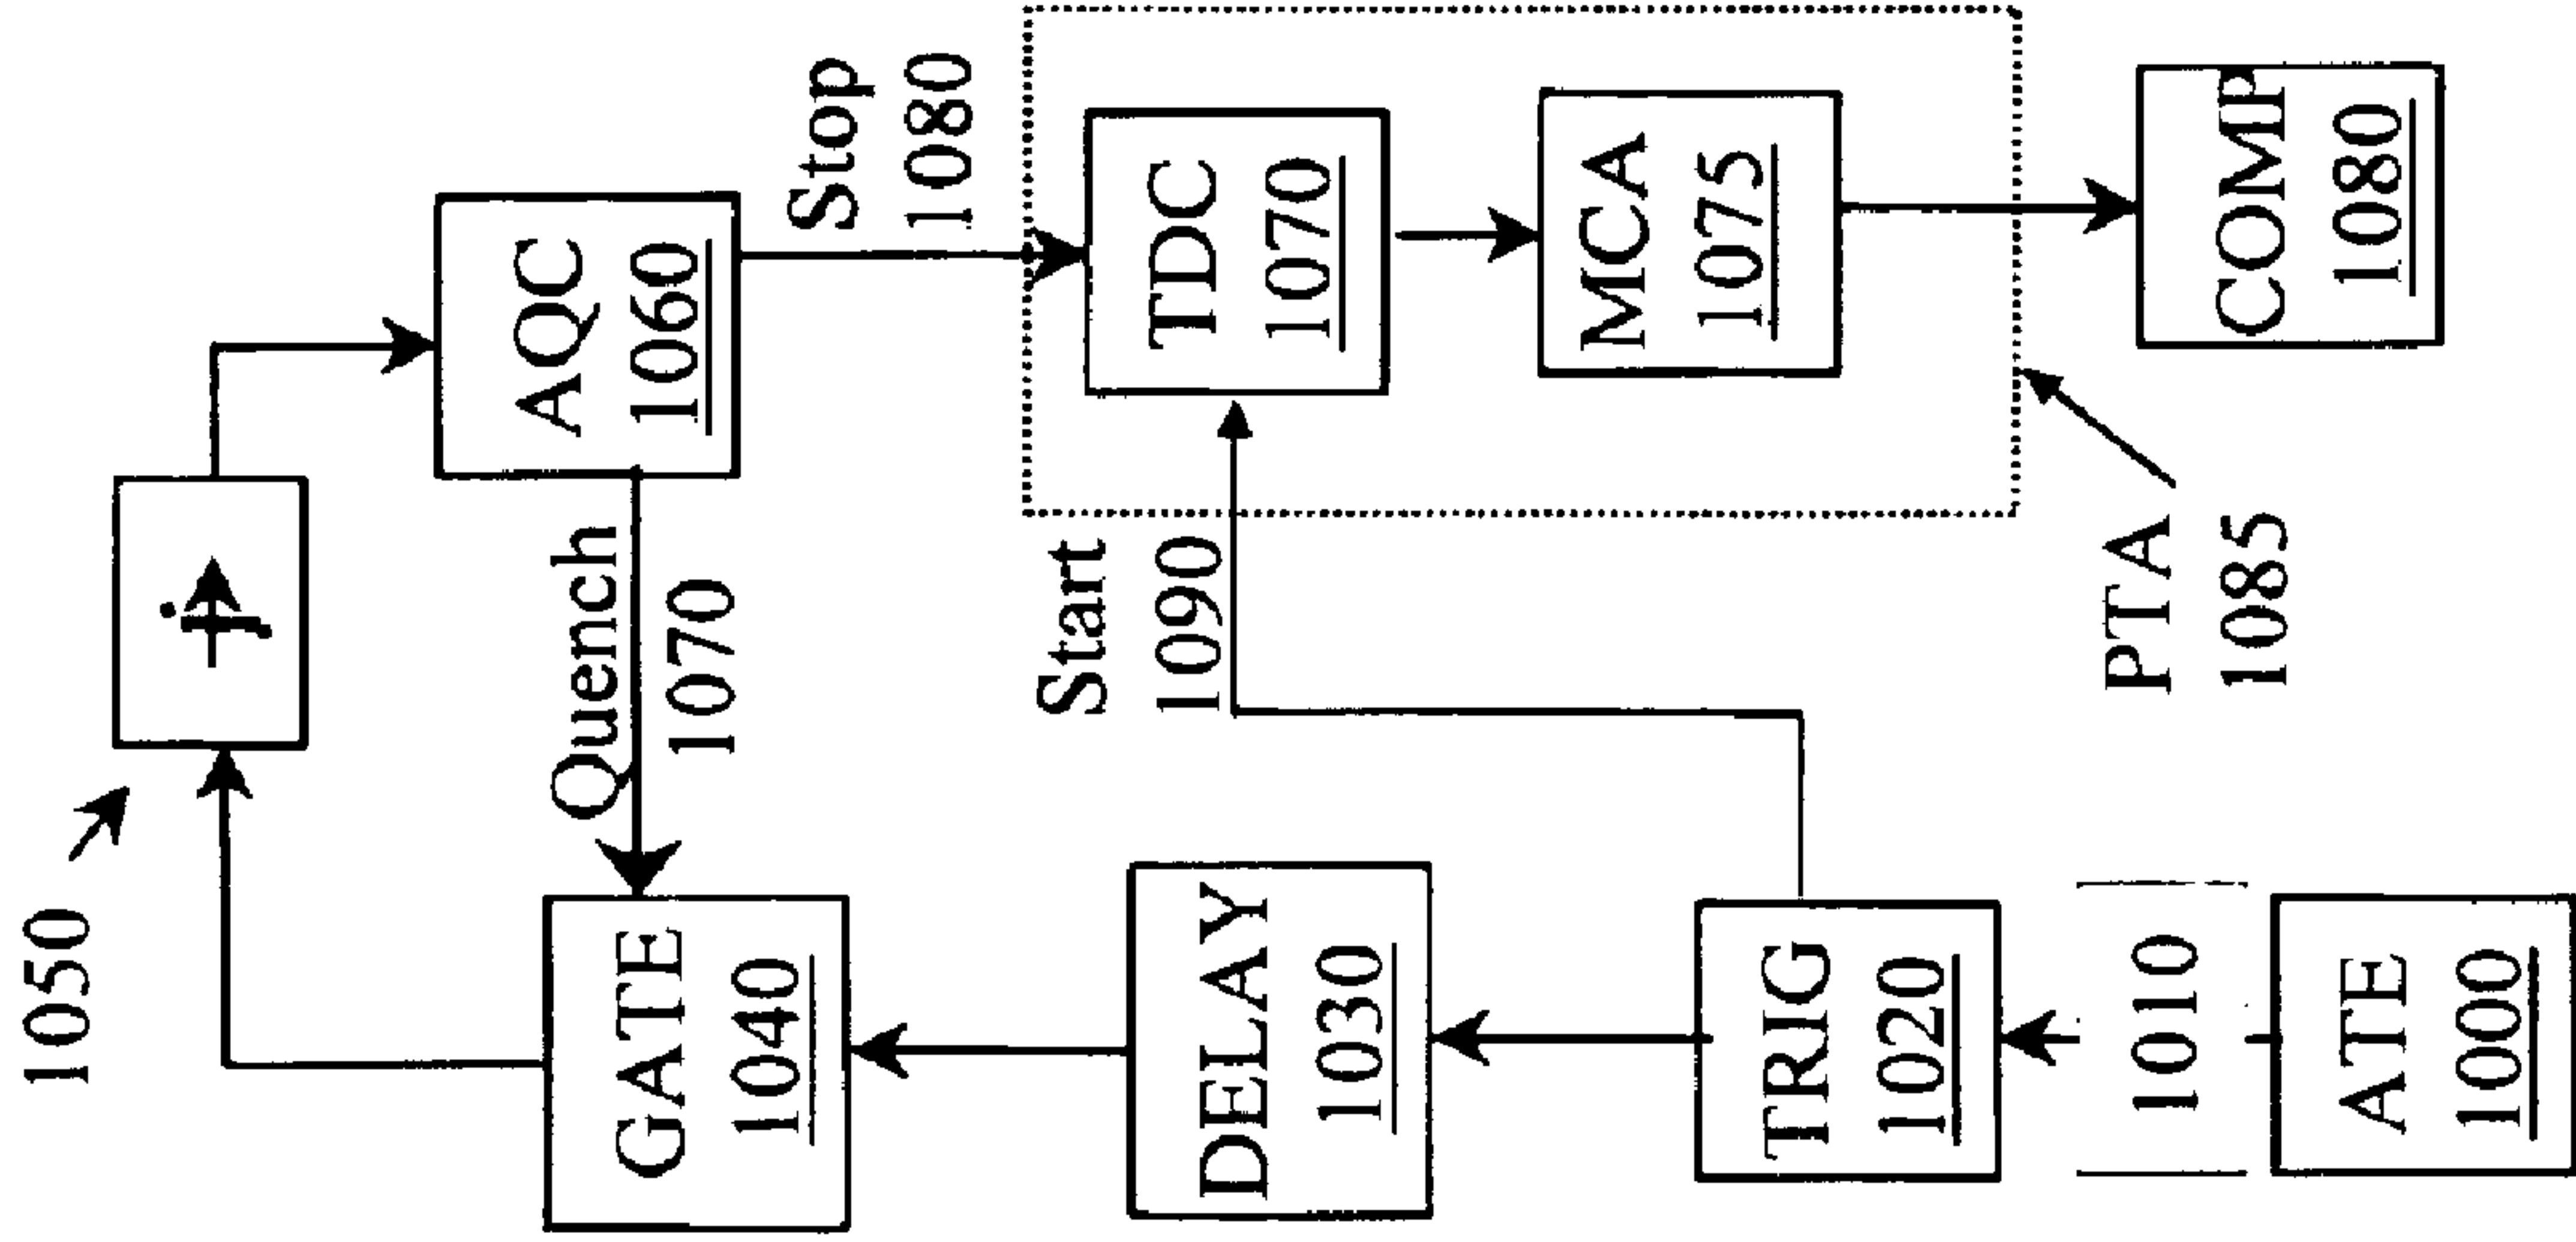 1050
GATE
1040
Quench
1070
AQC
1060
Stop
1080
DELAY
1030
Start
1090
TDC
1070
TRIG
1020
MCA
1075
1010
PTA
1085
ATE
1000
COMP
1080